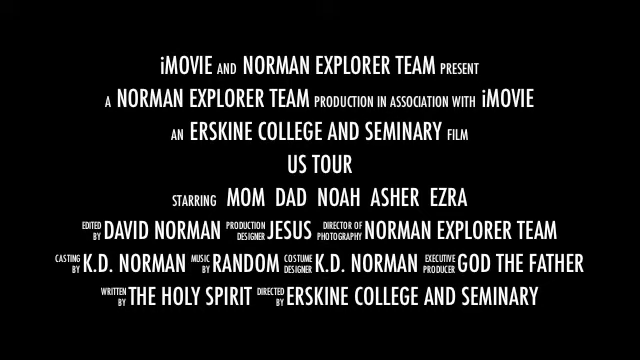 iMOVIE AND NORMAN EXPLORER TEAM PRESENT
A NORMAN EXPLORER TEAM PRODUCTION IN ASSOCIATION WITH iMOVIE
AN ERSKINE COLLEGE AND SEMINARY FILM
US TOUR
STARRING MOM DAD NOAH ASHER EZRA
EDITED BY DAVID NORMAN PRODUCTION DESIGNER JESUS DIRECTOR OF PHOTOGRAPHY NORMAN EXPLORER TEAM
CASTING BY K.D. NORMAN MUSIC BY RANDOM COSTUME DESIGNER K.D. NORMAN EXECUTIVE PRODUCER GOD THE FATHER
WRITTEN BY THE HOLY SPIRIT DIRECTED BY ERSKINE COLLEGE AND SEMINARY